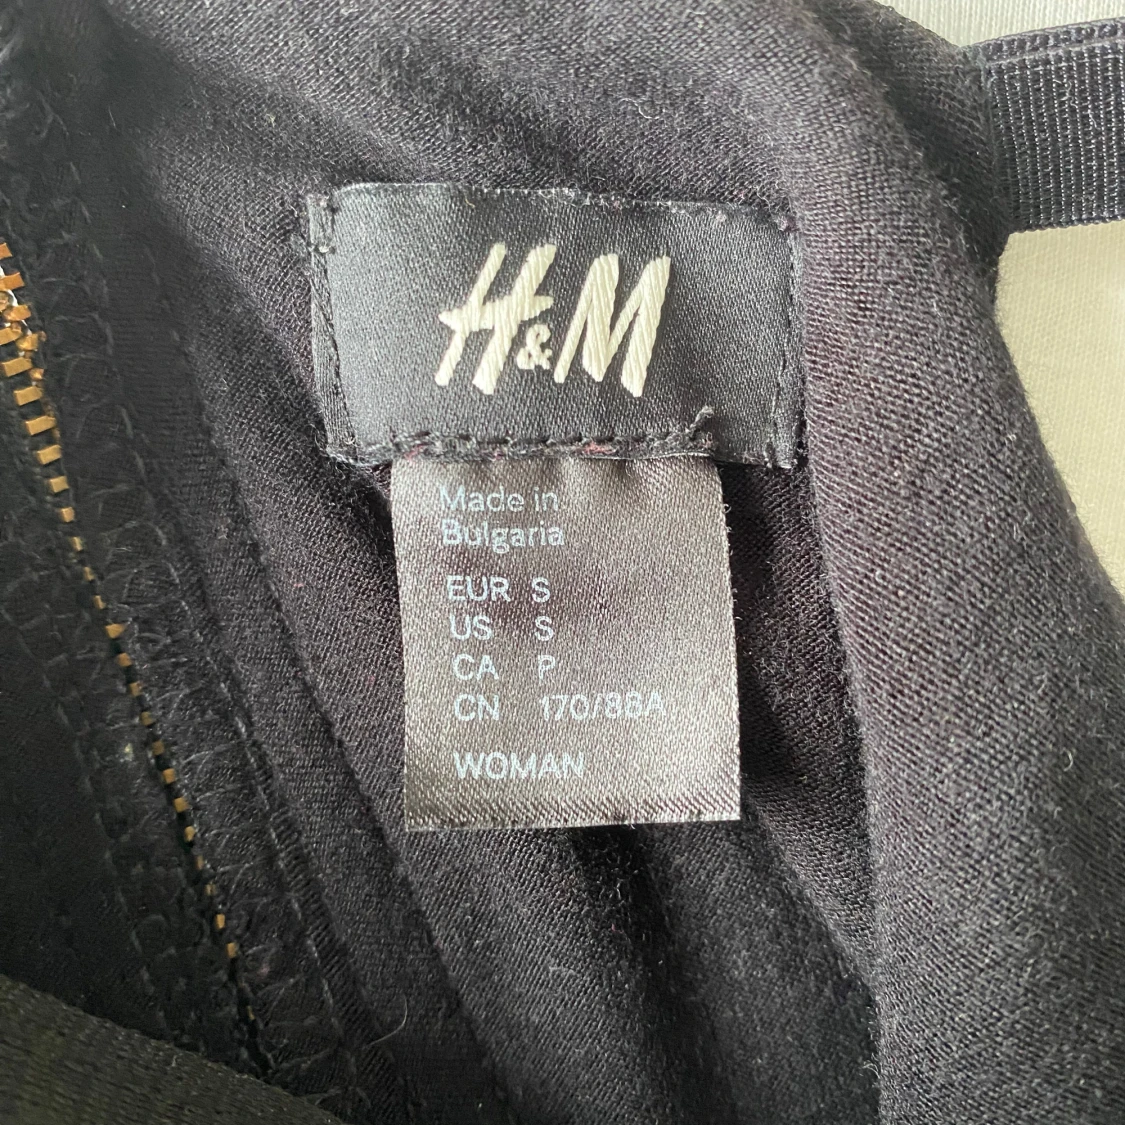 H&M
Made in
Bulgaria
EUR S
US S
CA P
CN 170/88A
WOMAN